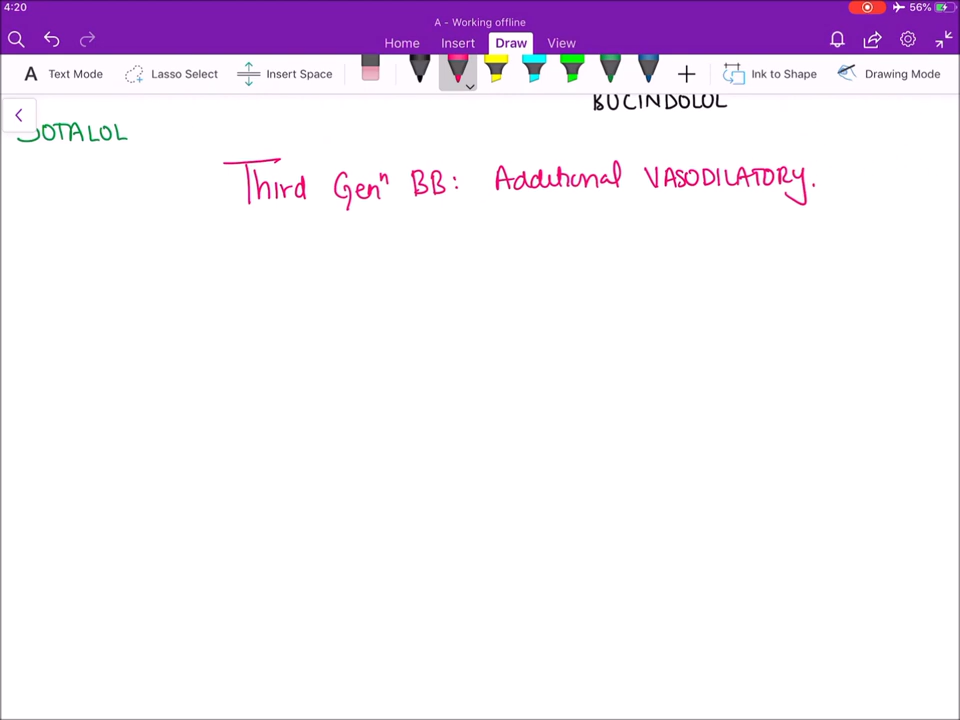 4:20
56%
A - Working offline
Home Insert Draw View
A Text Mode Lasso Select Insert Space Ink to Shape Drawing Mode
BUCINDOLOL
SOTALOL
Third Genⁿ BB: Additional VASODILATORY.